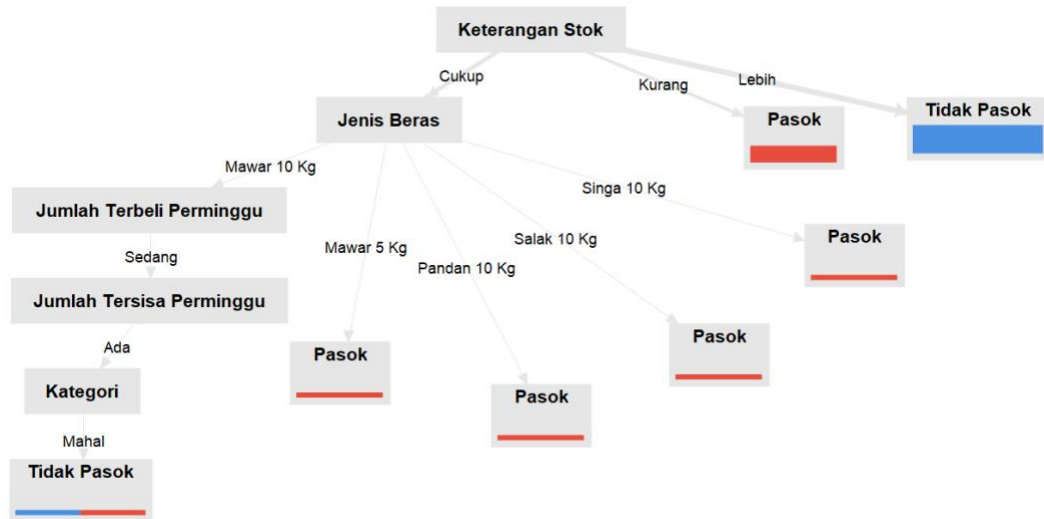 Keterangan Stok
Cukup
Kurang
Lebih
Jenis Beras
Pasok
Tidak Pasok
Mawar 10 Kg
Singa 10 Kg
Jumlah Terbeli Perminggu
Mawar 5 Kg
Salak 10 Kg
Pasok
Sedang
Pandan 10 Kg
Jumlah Tersisa Perminggu
Ada
Pasok
Pasok
Kategori
Pasok
Mahal
Tidak Pasok